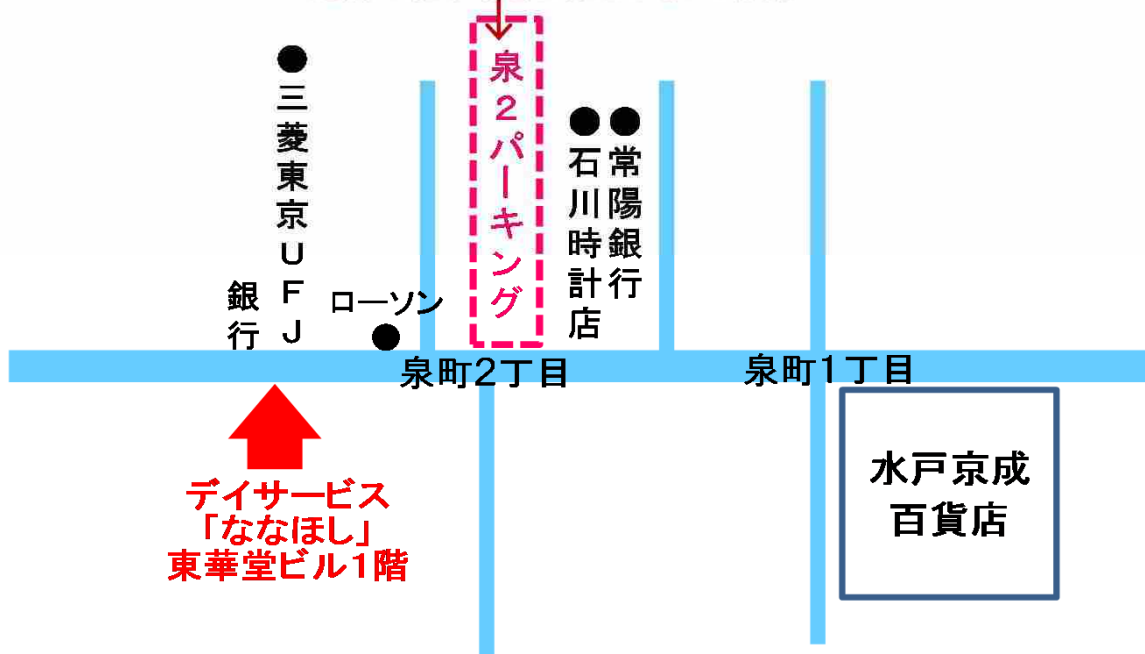 泉2パーキング
三菱東京UFJ
銀行
ローソン
石川時計店
常陽銀行
泉町2丁目
泉町1丁目
水戸京成
百貨店
デイサービス
「ななほし」
東華堂ビル1階